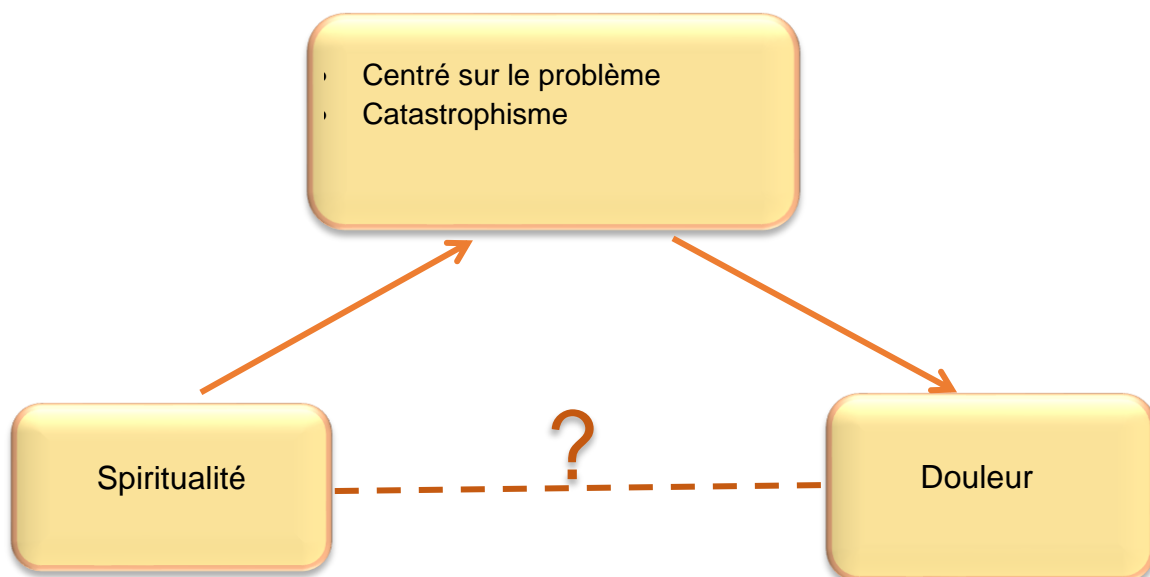 › Centré sur le problème
› Catastrophisme
?
Spiritualité
Douleur